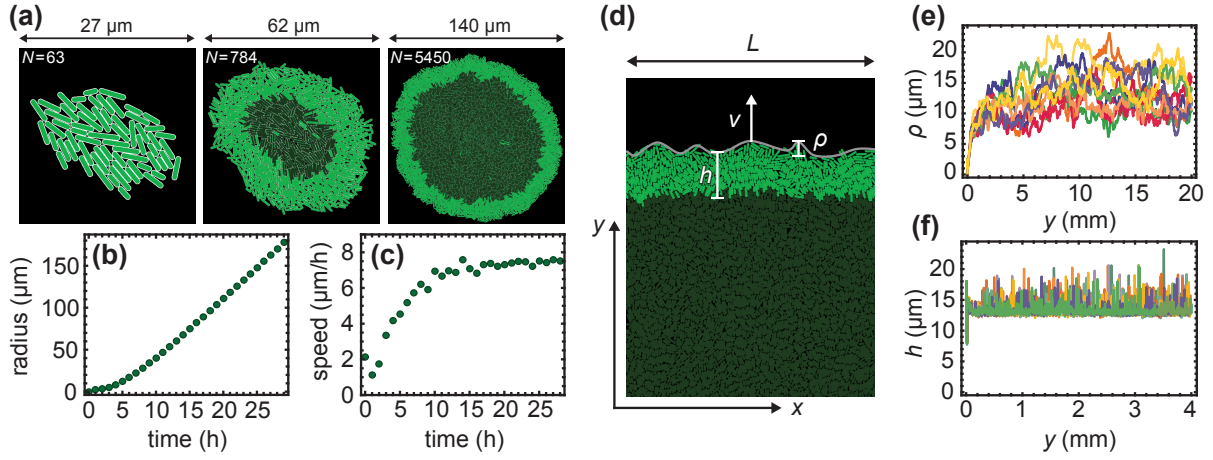 (a)
27 µm
62 µm
140 µm
N=63
N=784
N=5450
(b)
radius (µm)
150
100
50
0
0 5 10 15 20 25
time (h)
(c)
speed (µm/h)
8
6
4
2
0
0 5 10 15 20 25
time (h)
(d)
L
v
ρ
h
y
x
(e)
ρ (µm)
20
15
10
5
0
0 5 10 15 20
y (mm)
(f)
h (µm)
20
15
10
5
0
0 1 2 3 4
y (mm)